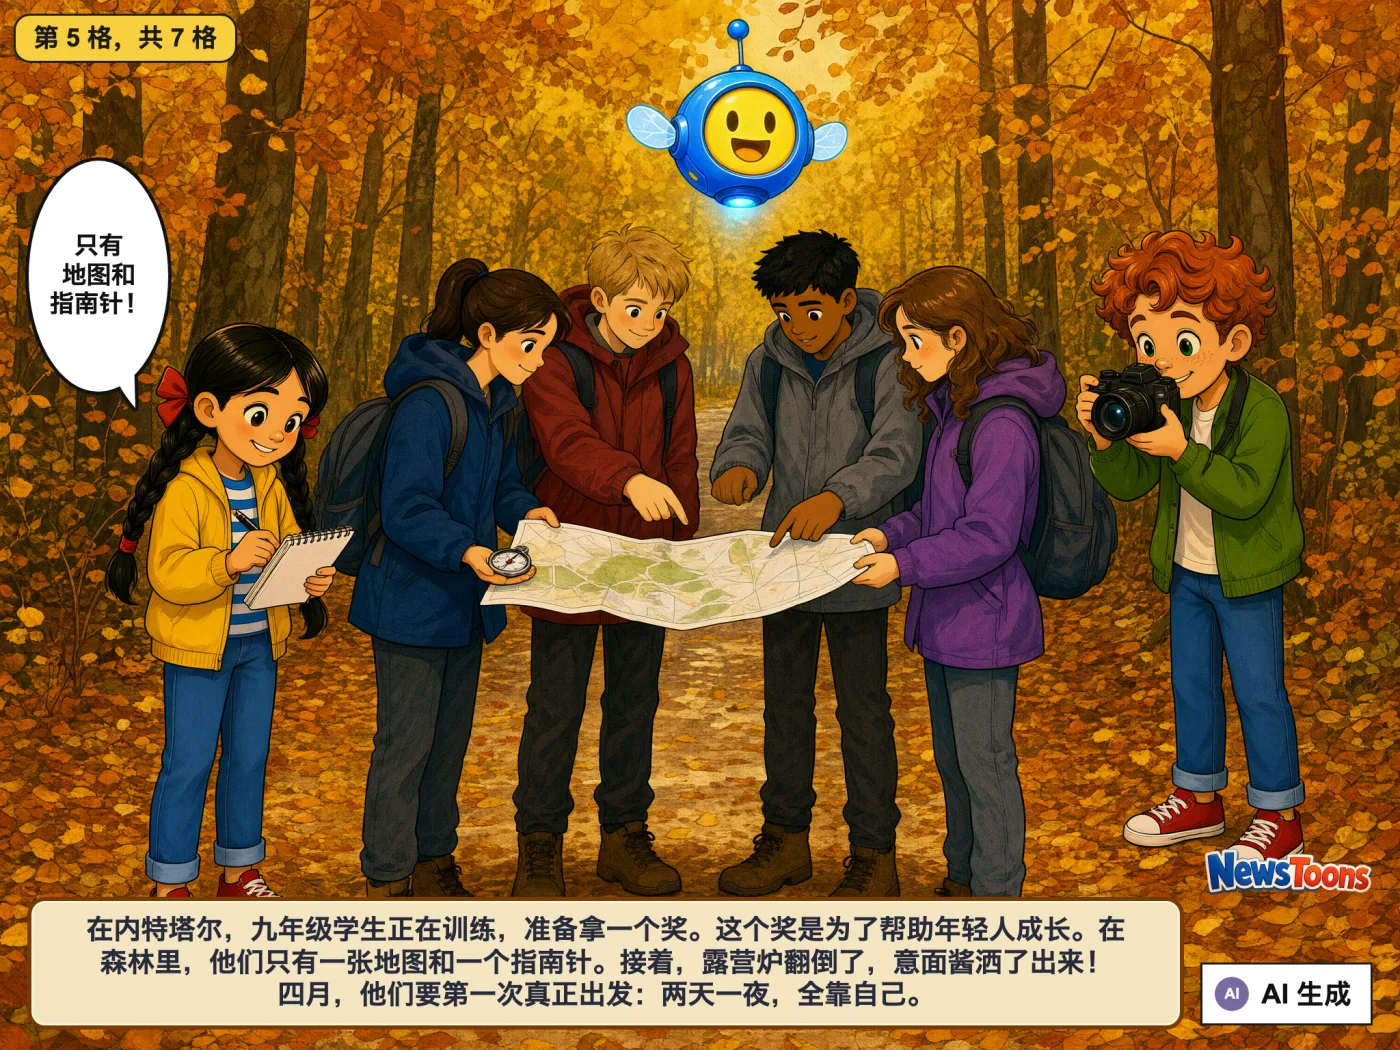 第 5 格，共 7 格
只有
地图和
指南针！
NewsToons
在内特塔尔，九年级学生正在训练，准备拿一个奖。这个奖是为了帮助年轻人成长。在
森林里，他们只有一张地图和一个指南针。接着，露营炉翻倒了，意面酱洒了出来！
四月，他们要第一次真正出发：两天一夜，全靠自己。
AI AI 生成